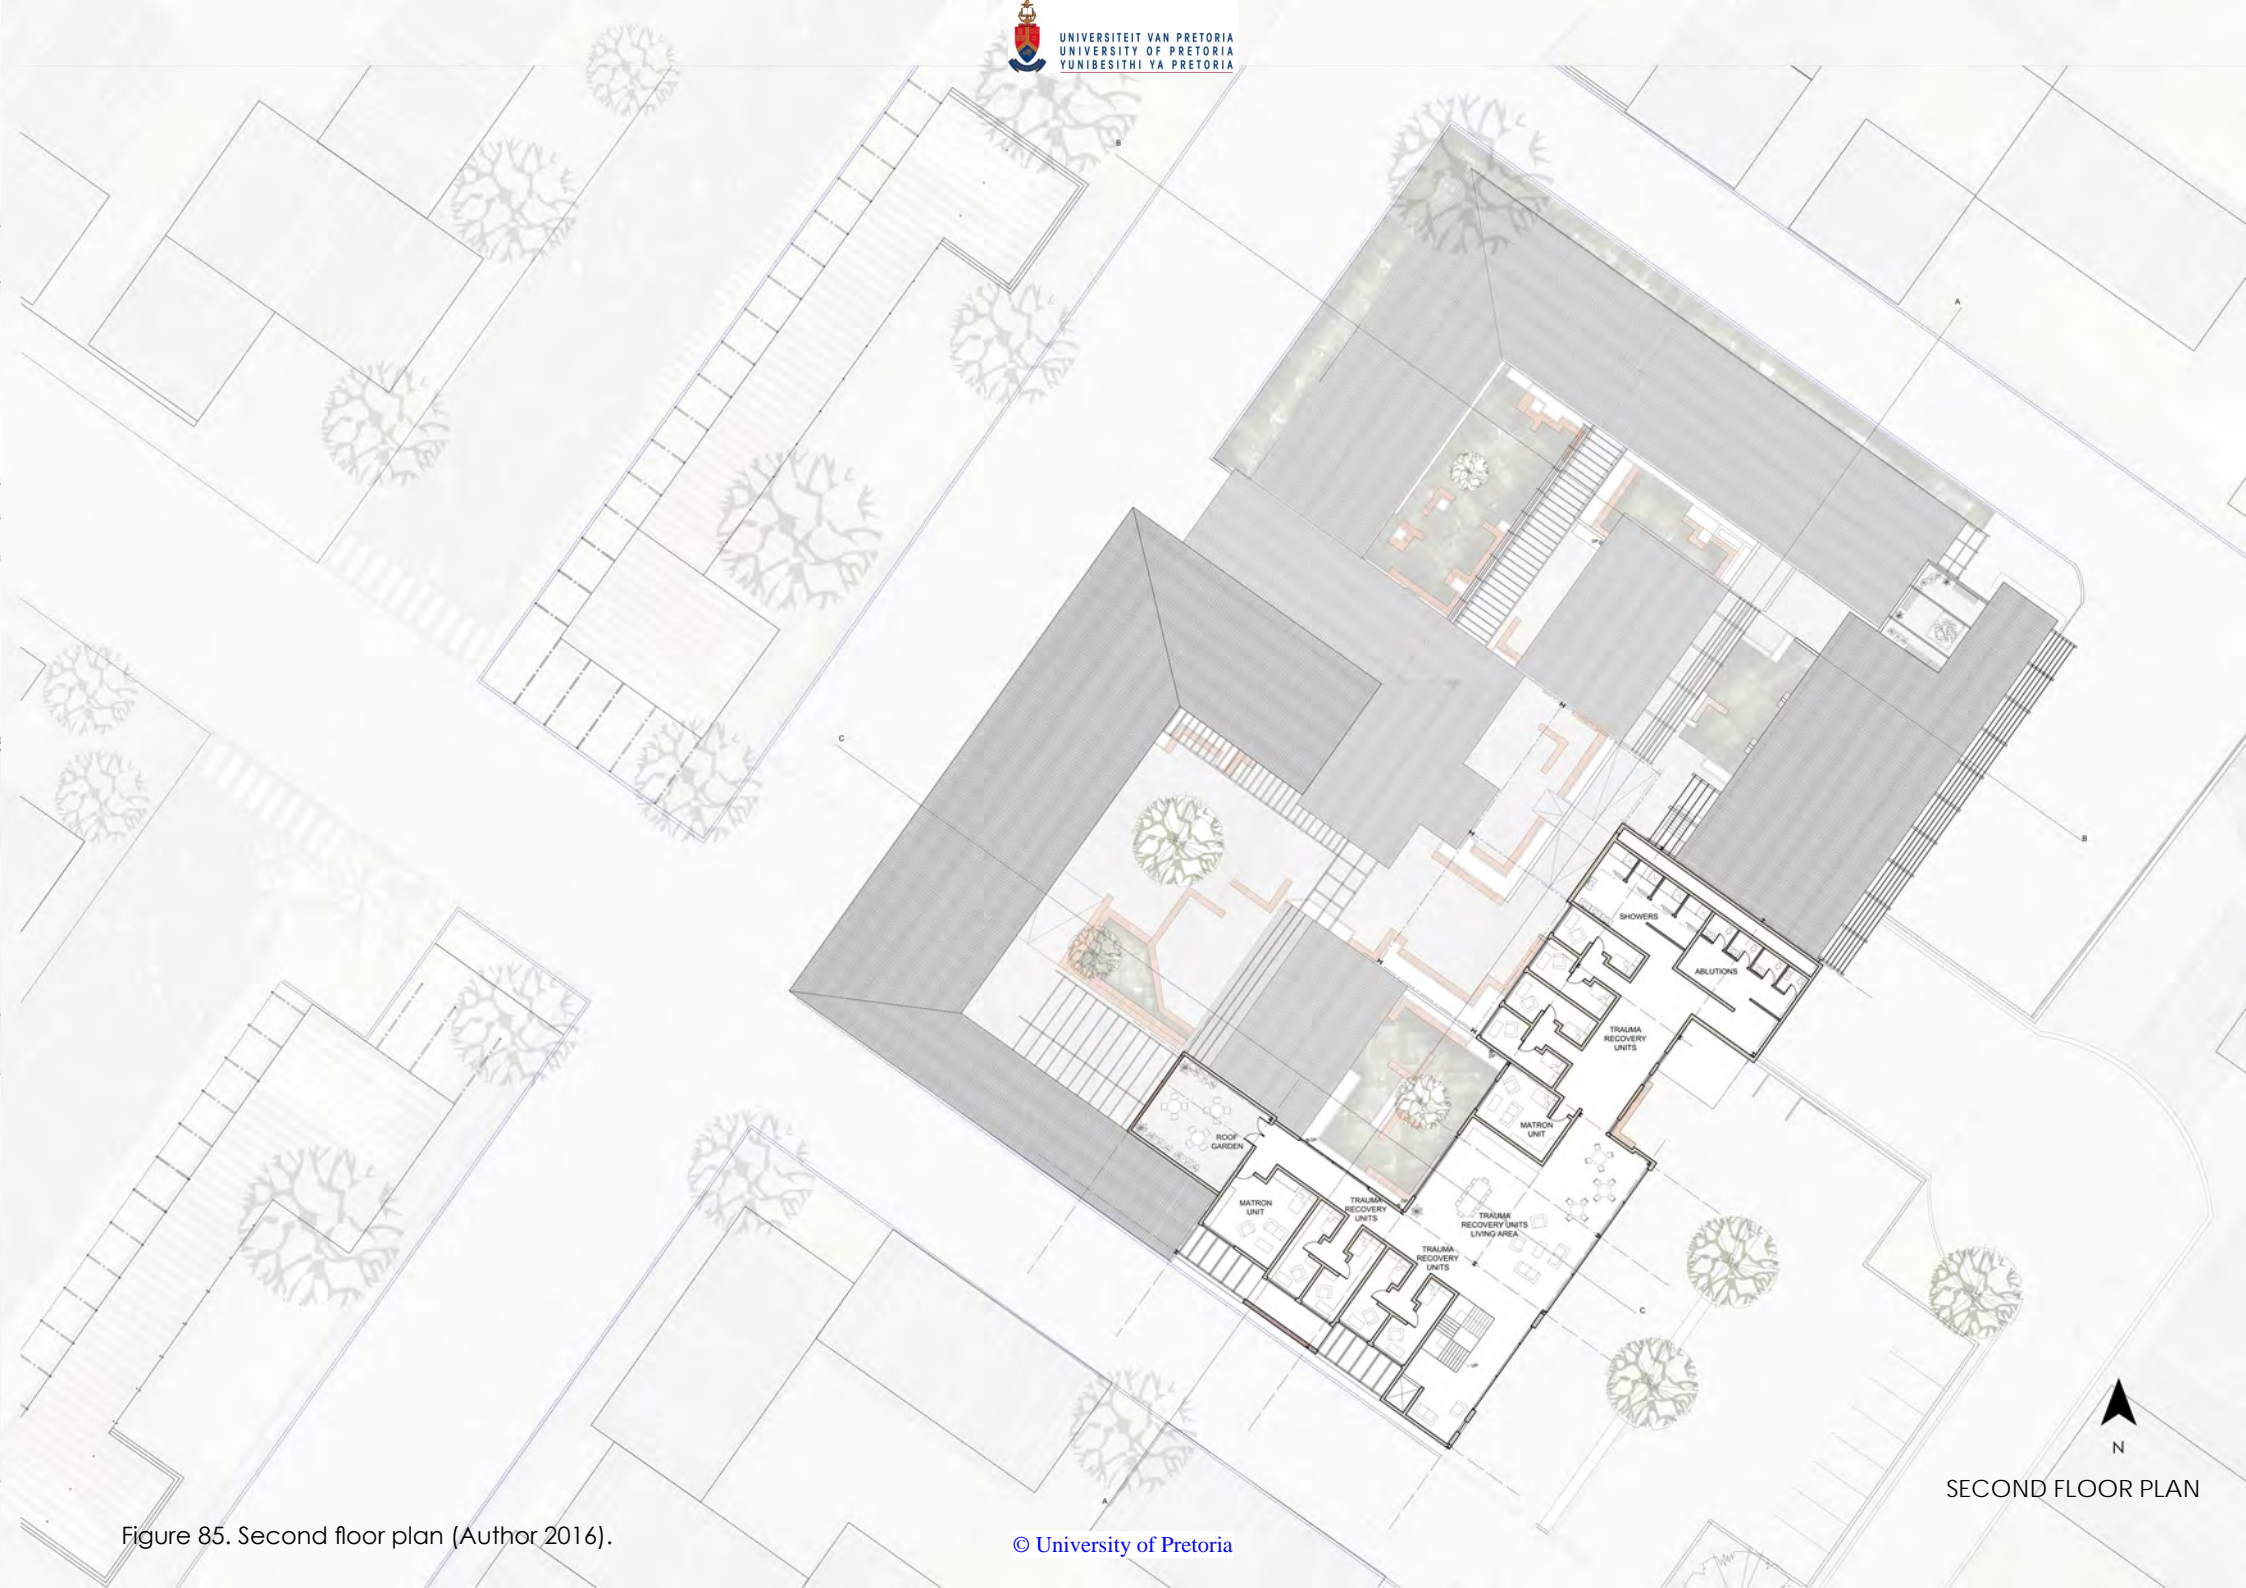 UNIVERSITEIT VAN PRETORIA
UNIVERSITY OF PRETORIA
YUNIBESITHI YA PRETORIA
B
A
C
B
SHOWERS
ABLUTIONS
TRAUMA
RECOVERY
UNITS
MATRON
UNIT
ROOF
GARDEN
MATRON
UNIT
TRAUMA
RECOVERY
UNITS
TRAUMA
RECOVERY UNITS
LIVING AREA
TRAUMA
RECOVERY
UNITS
C
UP
A
N
SECOND FLOOR PLAN
Figure 85. Second floor plan (Author 2016).
© University of Pretoria